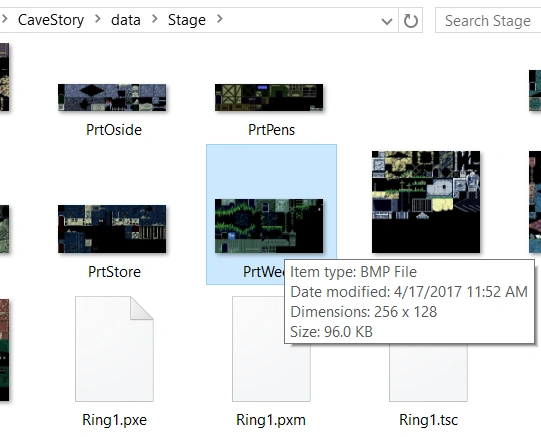 CaveStory > data > Stage >
Search Stage
PrtOside
PrtPens
PrtStore
PrtWee
Item type: BMP File
Date modified: 4/17/2017 11:52 AM
Dimensions: 256 x 128
Size: 96.0 KB
Ring1.pxe
Ring1.pxm
Ring1.tsc